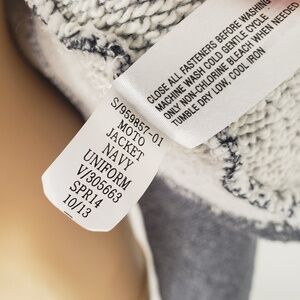 S/959857-01
MOTO
JACKET
NAVY
UNIFORM
V/305663
SPR14
10/13
CLOSE ALL FASTENERS BEFORE WASHING
MACHINE WASH COLD GENTLE CYCLE
ONLY NON-CHLORINE BLEACH WHEN NEEDED
TUMBLE DRY LOW, COOL IRON